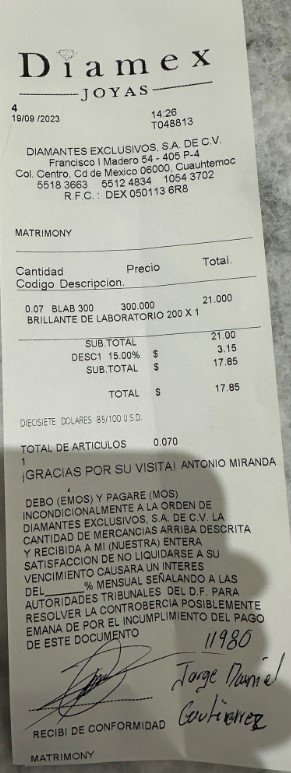 Diamex
JOYAS
4
19/09 /2023 14:26
T048813
DIAMANTES EXCLUSIVOS, S.A. DE C.V.
Francisco I Madero 54 - 405 P-4
Col. Centro, Cd de Mexico 06000, Cuauhtemoc
5518 3663 5512 4834 1054 3702
R.F.C. : DEX 050113 6R8
MATRIMONY
Cantidad Precio Total.
Codigo Descripcion.
0.07 BLAB 300 300.000 21.000
BRILLANTE DE LABORATORIO 200 X 1
SUB.TOTAL 21.00
DESC1 15.00% $ 3.15
SUB.TOTAL $ 17.85
TOTAL $ 17.85
DIECISIETE DOLARES 85/100 U.S.D.
TOTAL DE ARTICULOS 0.070
1
¡GRACIAS POR SU VISITA! ANTONIO MIRANDA
DEBO (EMOS) Y PAGARE (MOS)
INCONDICIONALMENTE A LA ORDEN DE
DIAMANTES EXCLUSIVOS, S.A. DE C.V. LA
CANTIDAD DE MERCANCIAS ARRIBA DESCRITA
Y RECIBIDA A MI (NUESTRA) ENTERA
SATISFACCION DE NO LIQUIDARSE A SU
VENCIMIENTO CAUSARA UN INTERES
DEL______ % MENSUAL SEÑALANDO A LAS
AUTORIDADES TRIBUNALES DEL D.F. PARA
RESOLVER LA CONTROBERCIA POSIBLEMENTE
EMANA DE POR EL INCUMPLIMIENTO DEL PAGO
DE ESTE DOCUMENTO
11980
Jorge Daniel
Gutierrez
RECIBI DE CONFORMIDAD
MATRIMONY